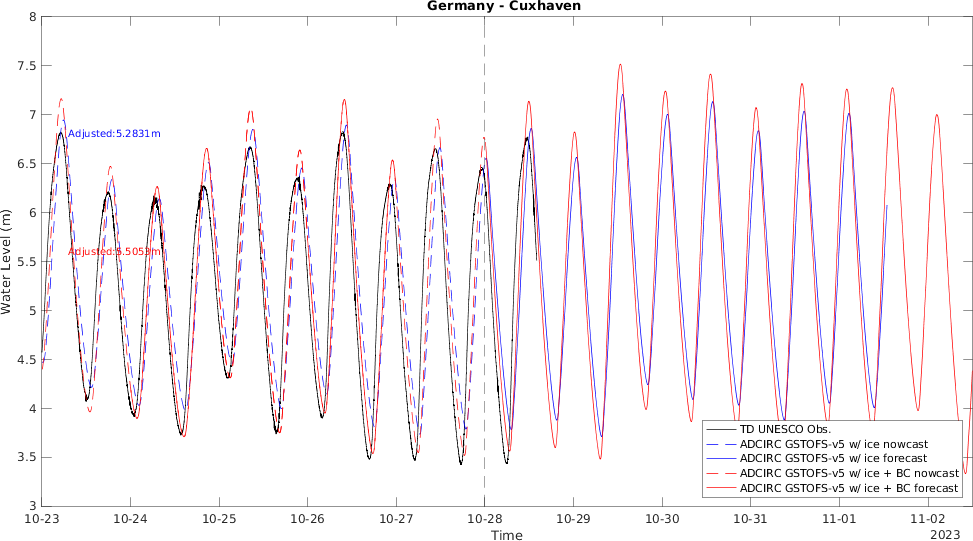 Germany - Cuxhaven
8
7.5
7
6.5
6
5.5
5
4.5
4
3.5
3
Water Level (m)
Adjusted:5.2831m
Adjusted:5.5053m
TD UNESCO Obs.
ADCIRC GSTOFS-v5 w/ ice nowcast
ADCIRC GSTOFS-v5 w/ ice forecast
ADCIRC GSTOFS-v5 w/ ice + BC nowcast
ADCIRC GSTOFS-v5 w/ ice + BC forecast
10-23 10-24 10-25 10-26 10-27 10-28 10-29 10-30 10-31 11-01 11-02
2023
Time